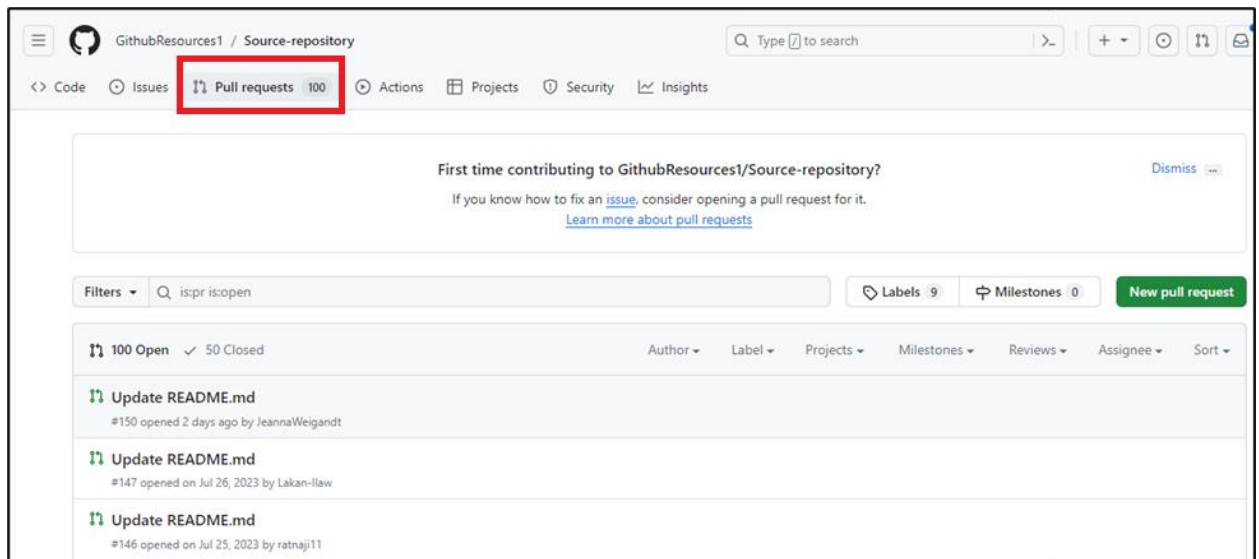 GithubResources1 / Source-repository
Type / to search
Code Issues Pull requests 100 Actions Projects Security Insights
First time contributing to GithubResources1/Source-repository?
Dismiss
If you know how to fix an issue, consider opening a pull request for it.
Learn more about pull requests
Filters is:pr is:open Labels 9 Milestones 0 New pull request
100 Open 50 Closed Author Label Projects Milestones Reviews Assignee Sort
Update README.md
#150 opened 2 days ago by JeannaWeigandt
Update README.md
#147 opened on Jul 26, 2023 by Lakan-Ilaw
Update README.md
#146 opened on Jul 25, 2023 by ratnaji11